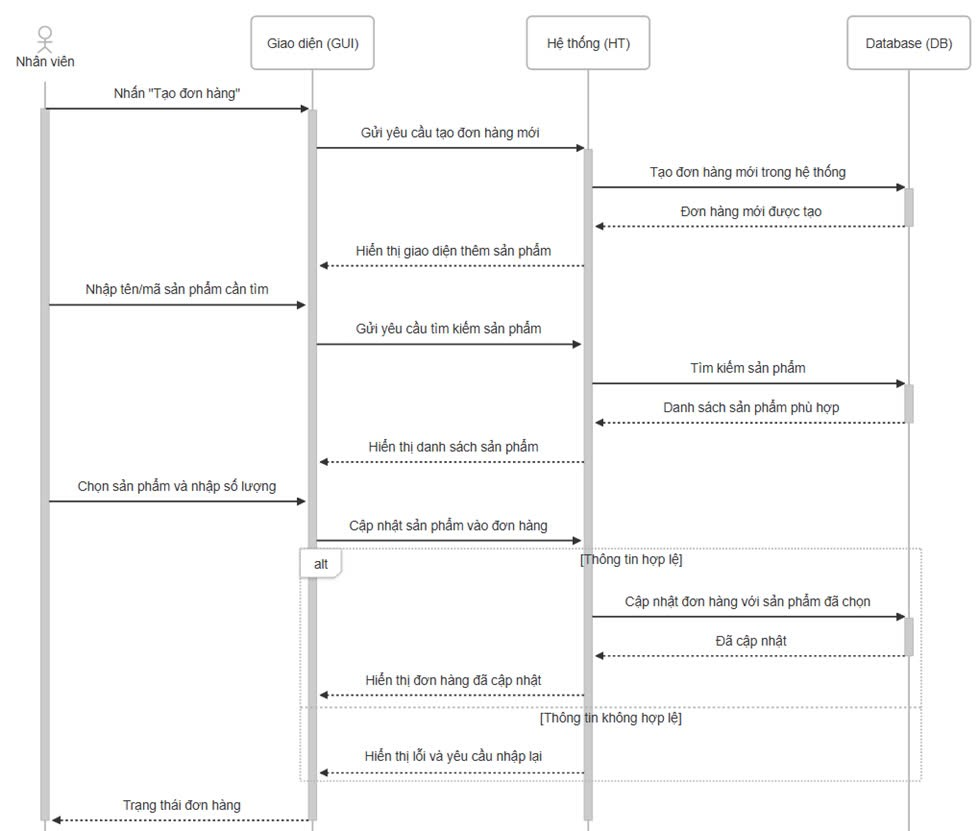 Nhân viên
Giao diện (GUI)
Hệ thống (HT)
Database (DB)
Nhấn "Tạo đơn hàng"
Gửi yêu cầu tạo đơn hàng mới
Tạo đơn hàng mới trong hệ thống
Đơn hàng mới được tạo
Hiển thị giao diện thêm sản phẩm
Nhập tên/mã sản phẩm cần tìm
Gửi yêu cầu tìm kiếm sản phẩm
Tìm kiếm sản phẩm
Danh sách sản phẩm phù hợp
Hiển thị danh sách sản phẩm
Chọn sản phẩm và nhập số lượng
Cập nhật sản phẩm vào đơn hàng
alt
[Thông tin hợp lệ]
Cập nhật đơn hàng với sản phẩm đã chọn
Đã cập nhật
Hiển thị đơn hàng đã cập nhật
[Thông tin không hợp lệ]
Hiển thị lỗi và yêu cầu nhập lại
Trạng thái đơn hàng